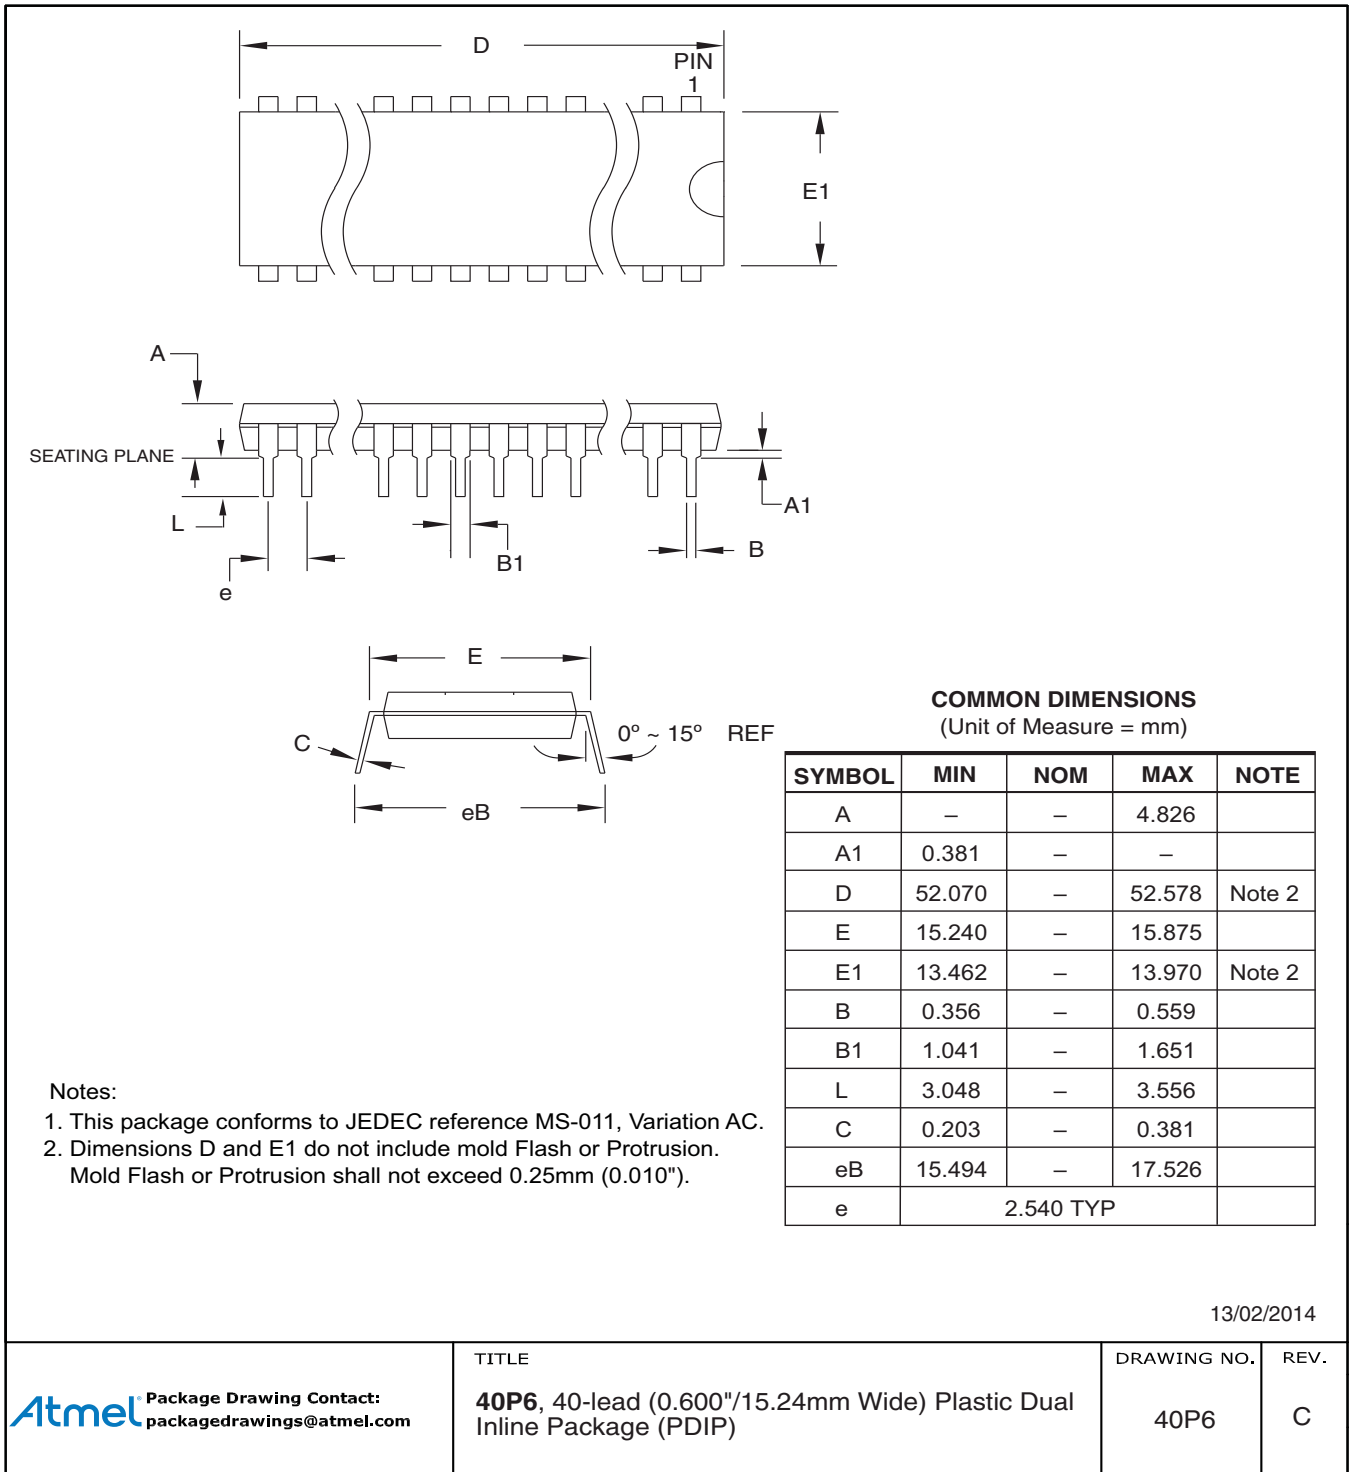 D
PIN
1
E1
A
SEATING PLANE
L
A1
B1
B
e
E
C
0º ~ 15º REF
eB
COMMON DIMENSIONS
(Unit of Measure = mm)
SYMBOL MIN NOM MAX NOTE
A – – 4.826
A1 0.381 – –
D 52.070 – 52.578 Note 2
E 15.240 – 15.875
E1 13.462 – 13.970 Note 2
B 0.356 – 0.559
B1 1.041 – 1.651
L 3.048 – 3.556
C 0.203 – 0.381
eB 15.494 – 17.526
e 2.540 TYP
Notes:
1. This package conforms to JEDEC reference MS-011, Variation AC.
2. Dimensions D and E1 do not include mold Flash or Protrusion.
Mold Flash or Protrusion shall not exceed 0.25mm (0.010").
13/02/2014
Atmel Package Drawing Contact:
packagedrawings@atmel.com
TITLE
40P6, 40-lead (0.600"/15.24mm Wide) Plastic Dual
Inline Package (PDIP)
DRAWING NO.
40P6
REV.
C